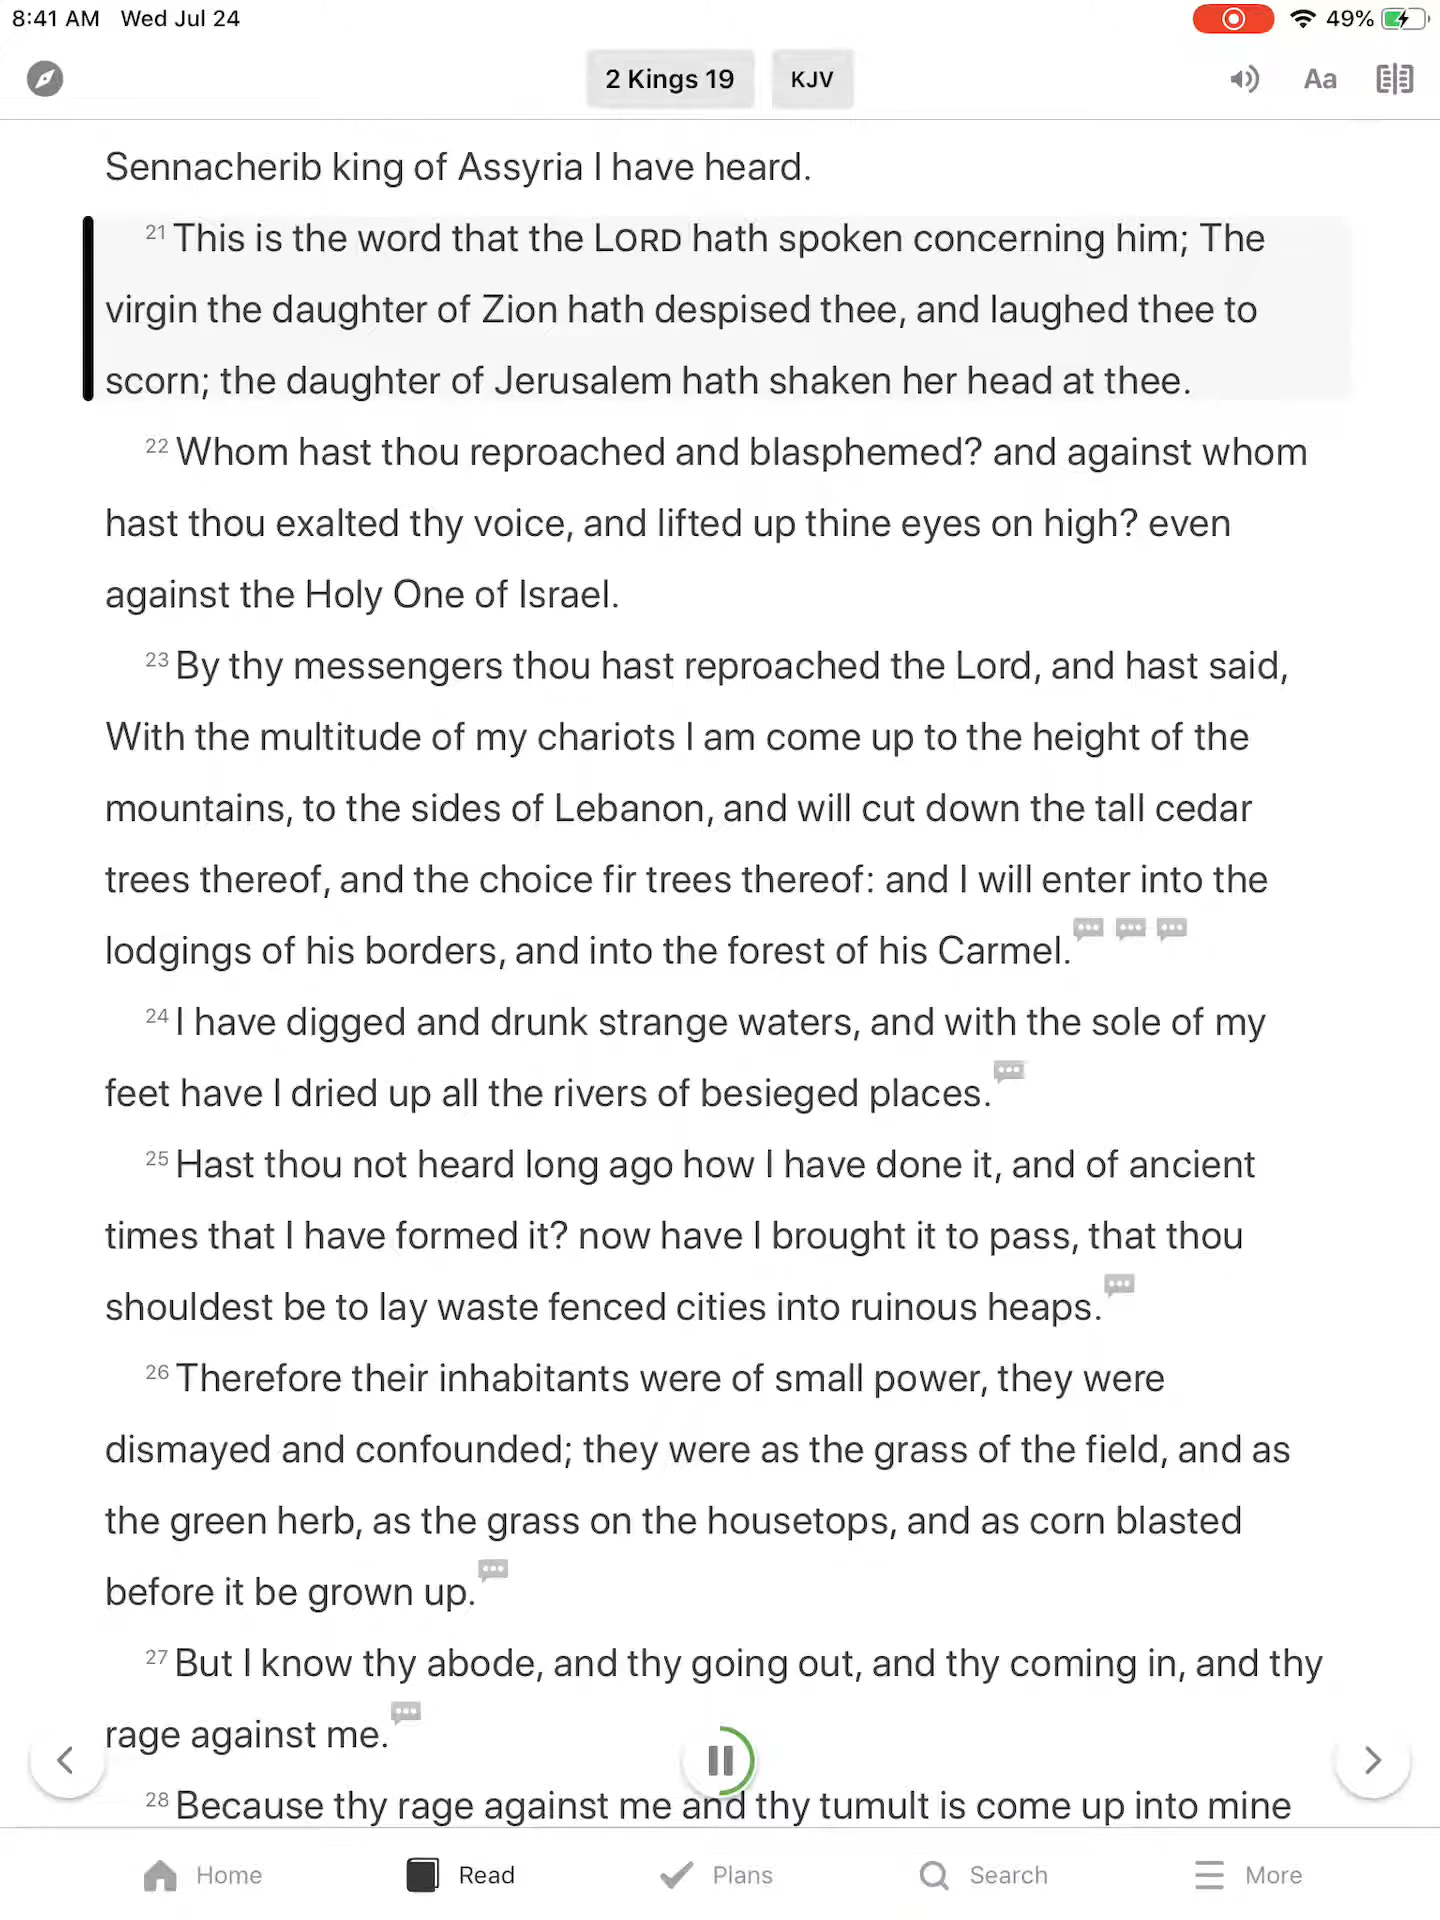 8:41 AM Wed Jul 24 49%
2 Kings 19 KJV Aa
Sennacherib king of Assyria I have heard.
21 This is the word that the LORD hath spoken concerning him; The
virgin the daughter of Zion hath despised thee, and laughed thee to
scorn; the daughter of Jerusalem hath shaken her head at thee.
22 Whom hast thou reproached and blasphemed? and against whom
hast thou exalted thy voice, and lifted up thine eyes on high? even
against the Holy One of Israel.
23 By thy messengers thou hast reproached the Lord, and hast said,
With the multitude of my chariots I am come up to the height of the
mountains, to the sides of Lebanon, and will cut down the tall cedar
trees thereof, and the choice fir trees thereof: and I will enter into the
lodgings of his borders, and into the forest of his Carmel.
24 I have digged and drunk strange waters, and with the sole of my
feet have I dried up all the rivers of besieged places.
25 Hast thou not heard long ago how I have done it, and of ancient
times that I have formed it? now have I brought it to pass, that thou
shouldest be to lay waste fenced cities into ruinous heaps.
26 Therefore their inhabitants were of small power, they were
dismayed and confounded; they were as the grass of the field, and as
the green herb, as the grass on the housetops, and as corn blasted
before it be grown up.
27 But I know thy abode, and thy going out, and thy coming in, and thy
rage against me.
28 Because thy rage against me and thy tumult is come up into mine
Home Read Plans Search More